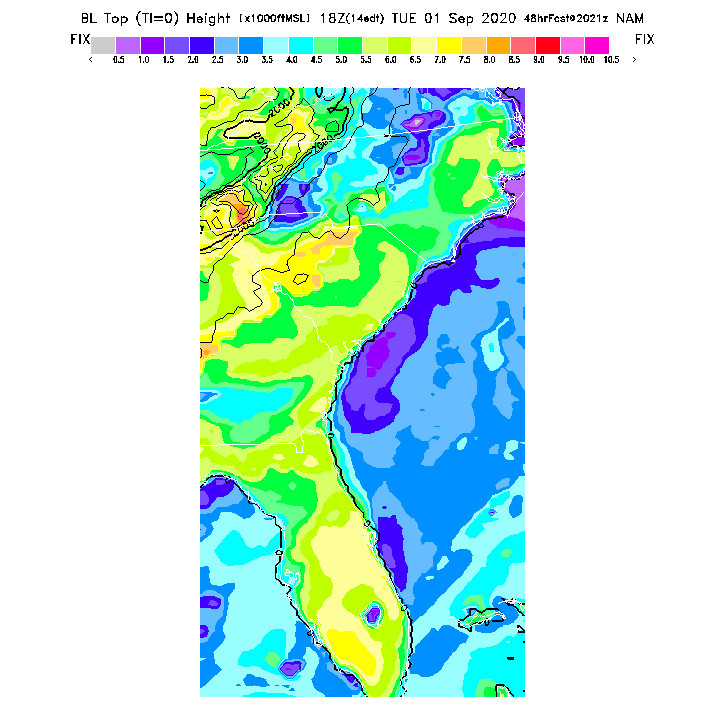 BL Top (TI=0) Height [x1000ftMSL] 18Z(14edt) TUE 01 Sep 2020 48hrFcst@2021z NAM
FIX FIX
< 0.5 1.0 1.5 2.0 2.5 3.0 3.5 4.0 4.5 5.0 5.5 6.0 6.5 7.0 7.5 8.0 8.5 9.0 9.5 10.0 10.5 >
2000
2000